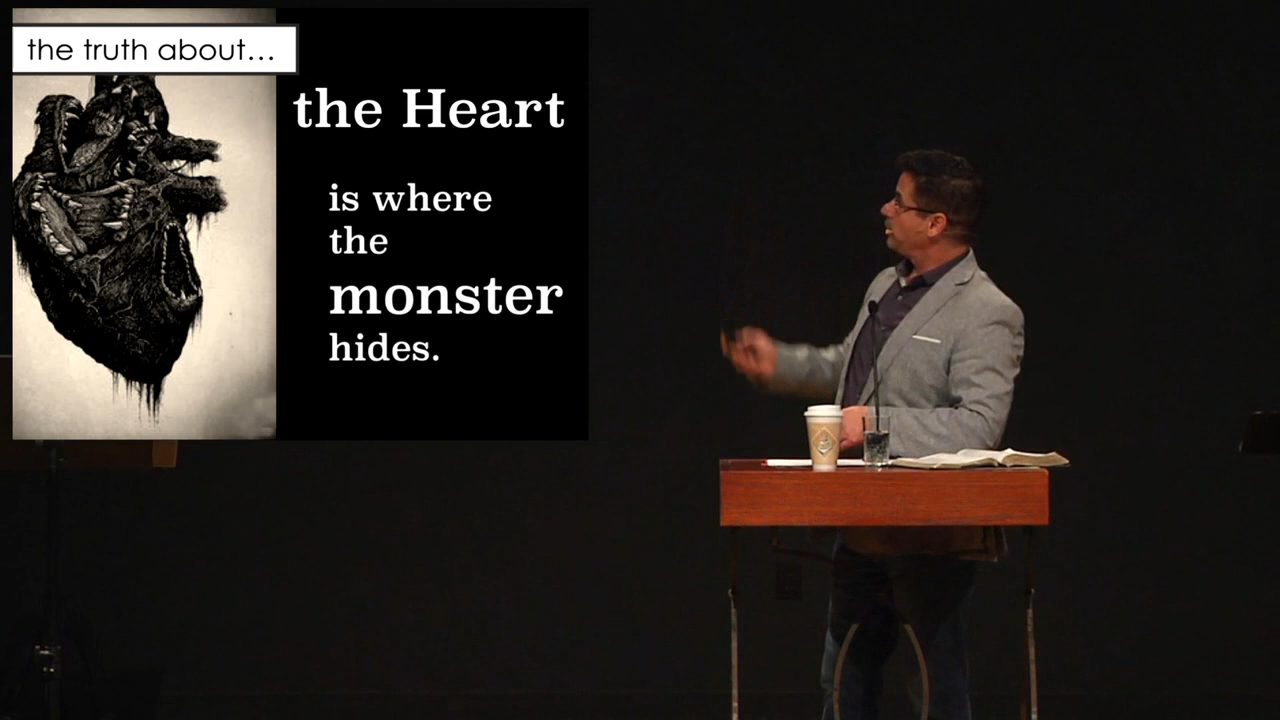 the truth about...
the Heart
is where
the
monster
hides.